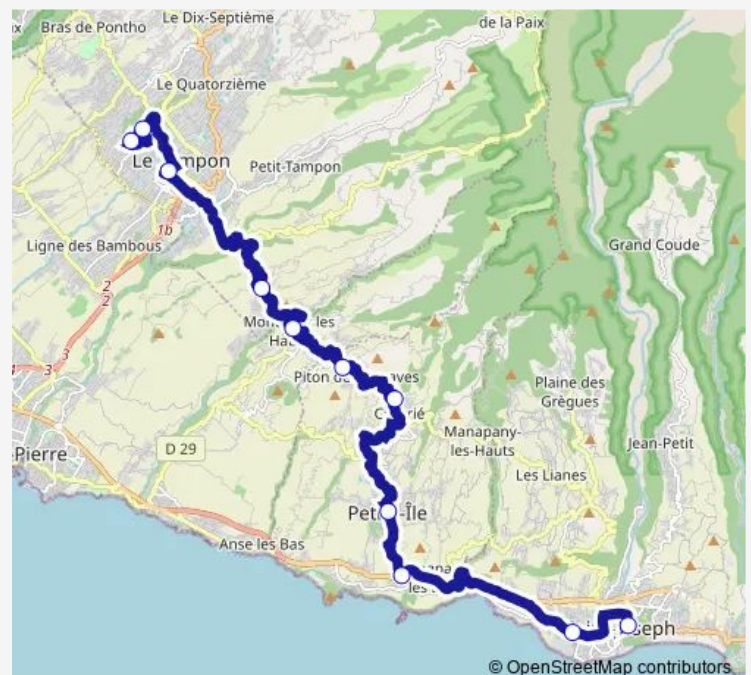 Bras de Pontho
Le Dix-Septième
de la Paix
Le Quatorzième
Petit-Tampon
1b
Ligne des Bambous
Grand Coude
2
2
les
3
3
Piton
Plaine des
Grègues
Manapany-
les-Hauts
Jean-Petit
-Pierre
D 29
Les Lianes
Anse les Bas
© OpenStreetMap contributors